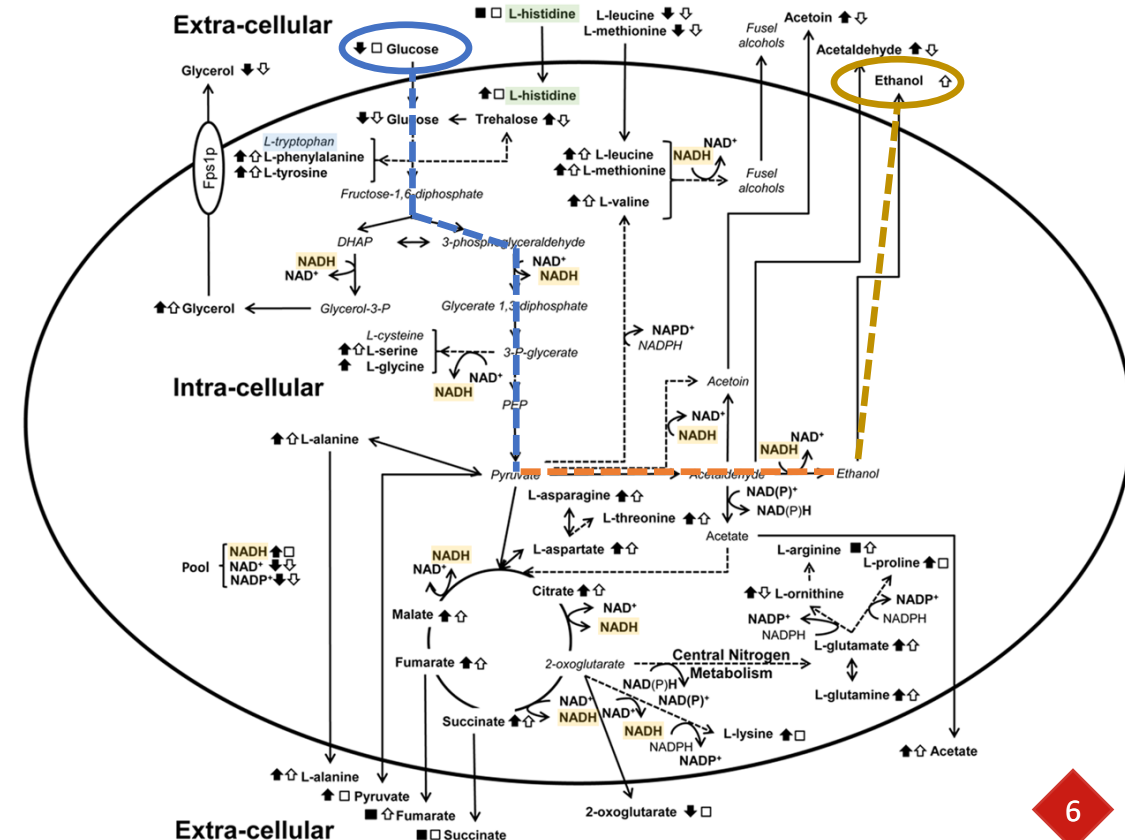 Extra-cellular
L-histidine
L-leucine
L-methionine
Fusel
alcohols
Acetoin
Acetaldehyde
Glucose
Ethanol
Glycerol
L-histidine
Glucose
Trehalose
L-tryptophan
L-phenylalanine
L-tyrosine
Fps1p
L-leucine
L-methionine
L-valine
NADH
NAD+
Fusel
alcohols
Fructose-1,6-diphosphate
DHAP
3-phosphoglyceraldehyde
NADH
NAD+
NAD+
NADH
Glycerol
Glycerol-3-P
Glycerate 1,3 diphosphate
L-cysteine
L-serine
L-glycine
3-P-glycerate
NAD+
NADH
NAPD+
NADPH
Intra-cellular
PEP
Acetoin
NAD+
NADH
L-alanine
NADH
NAD+
Pyruvate
Acetaldehyde
Ethanol
L-asparagine
L-threonine
L-aspartate
NAD(P)+
NAD(P)H
Acetate
Pool
NADH
NAD+
NADP+
NADH
NAD+
L-arginine
L-proline
L-ornithine
NADP+
NADPH
NADP+
NADPH
Citrate
NAD+
NADH
Malate
Fumarate
2-oxoglutarate
Central Nitrogen
Metabolism
L-glutamate
L-glutamine
NAD(P)H
NAD(P)+
Succinate
NAD+
NADH
NAD+
NADH
NADPH
NADP+
L-lysine
Acetate
L-alanine
Pyruvate
Fumarate
Succinate
2-oxoglutarate
Extra-cellular
6